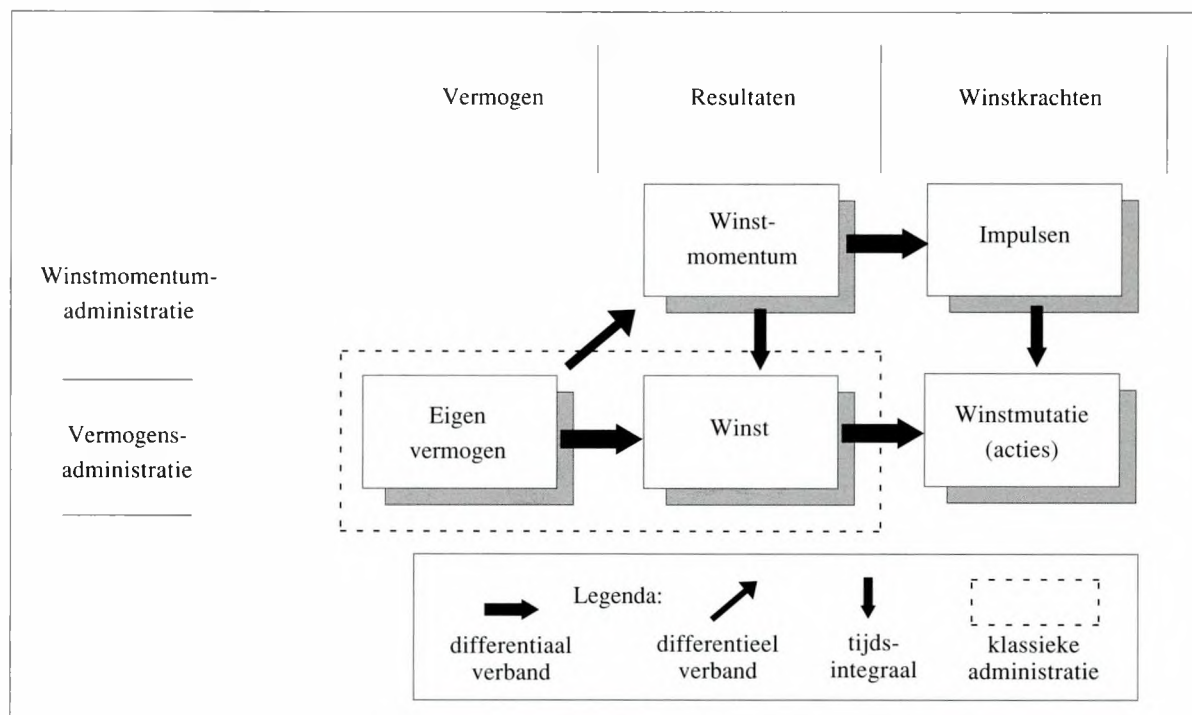 Vermogen Resultaten Winstkrachten
Winst-
momentum
Impulsen
Winstmomentum-
administratie
Eigen
vermogen
Winst
Winstmutatie
(acties)
Vermogens-
administratie
Legenda:
differentiaal
verband
differentieel
verband
tijds-
integraal
klassieke
administratie